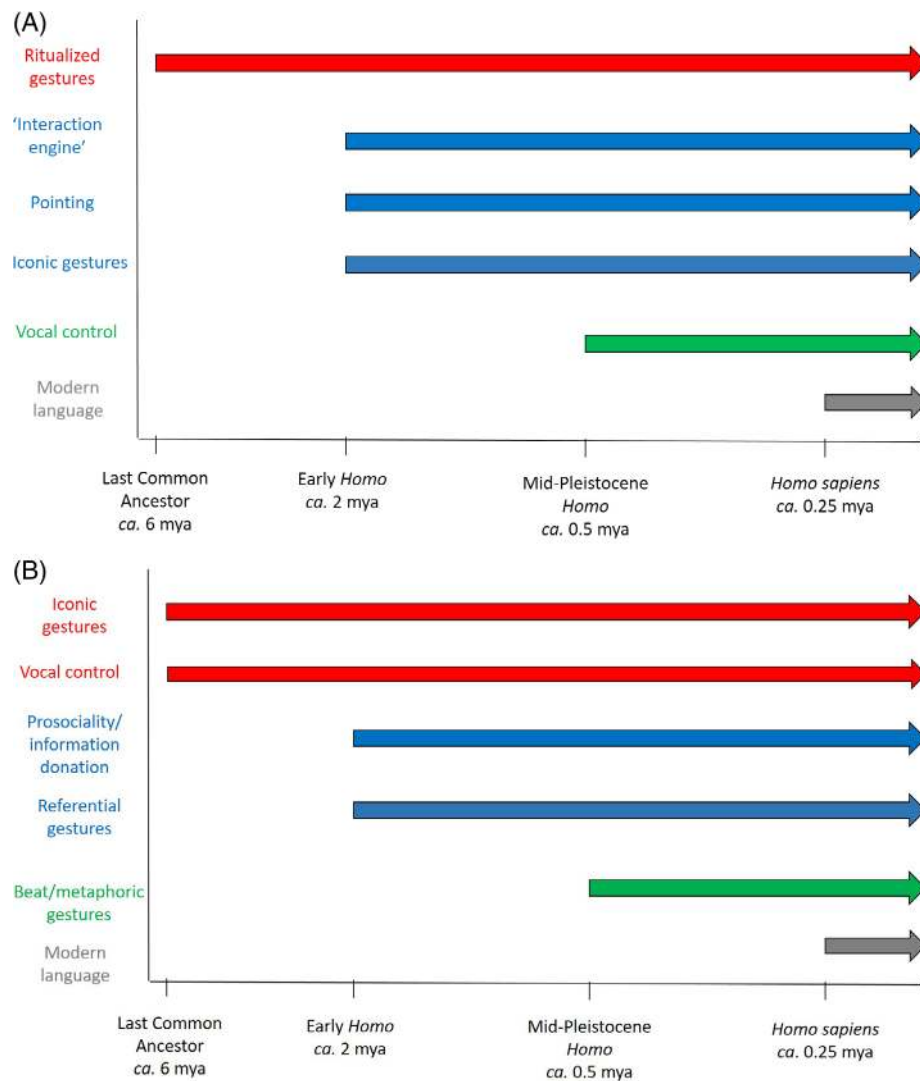 (A)
Ritualized
gestures
'Interaction
engine'
Pointing
Iconic gestures
Vocal control
Modern
language
Last Common
Ancestor
ca. 6 mya
Early Homo
ca. 2 mya
Mid-Pleistocene
Homo
ca. 0.5 mya
Homo sapiens
ca. 0.25 mya
(B)
Iconic
gestures
Vocal control
Prosociality/
information
donation
Referential
gestures
Beat/metaphoric
gestures
Modern
language
Last Common
Ancestor
ca. 6 mya
Early Homo
ca. 2 mya
Mid-Pleistocene
Homo
ca. 0.5 mya
Homo sapiens
ca. 0.25 mya